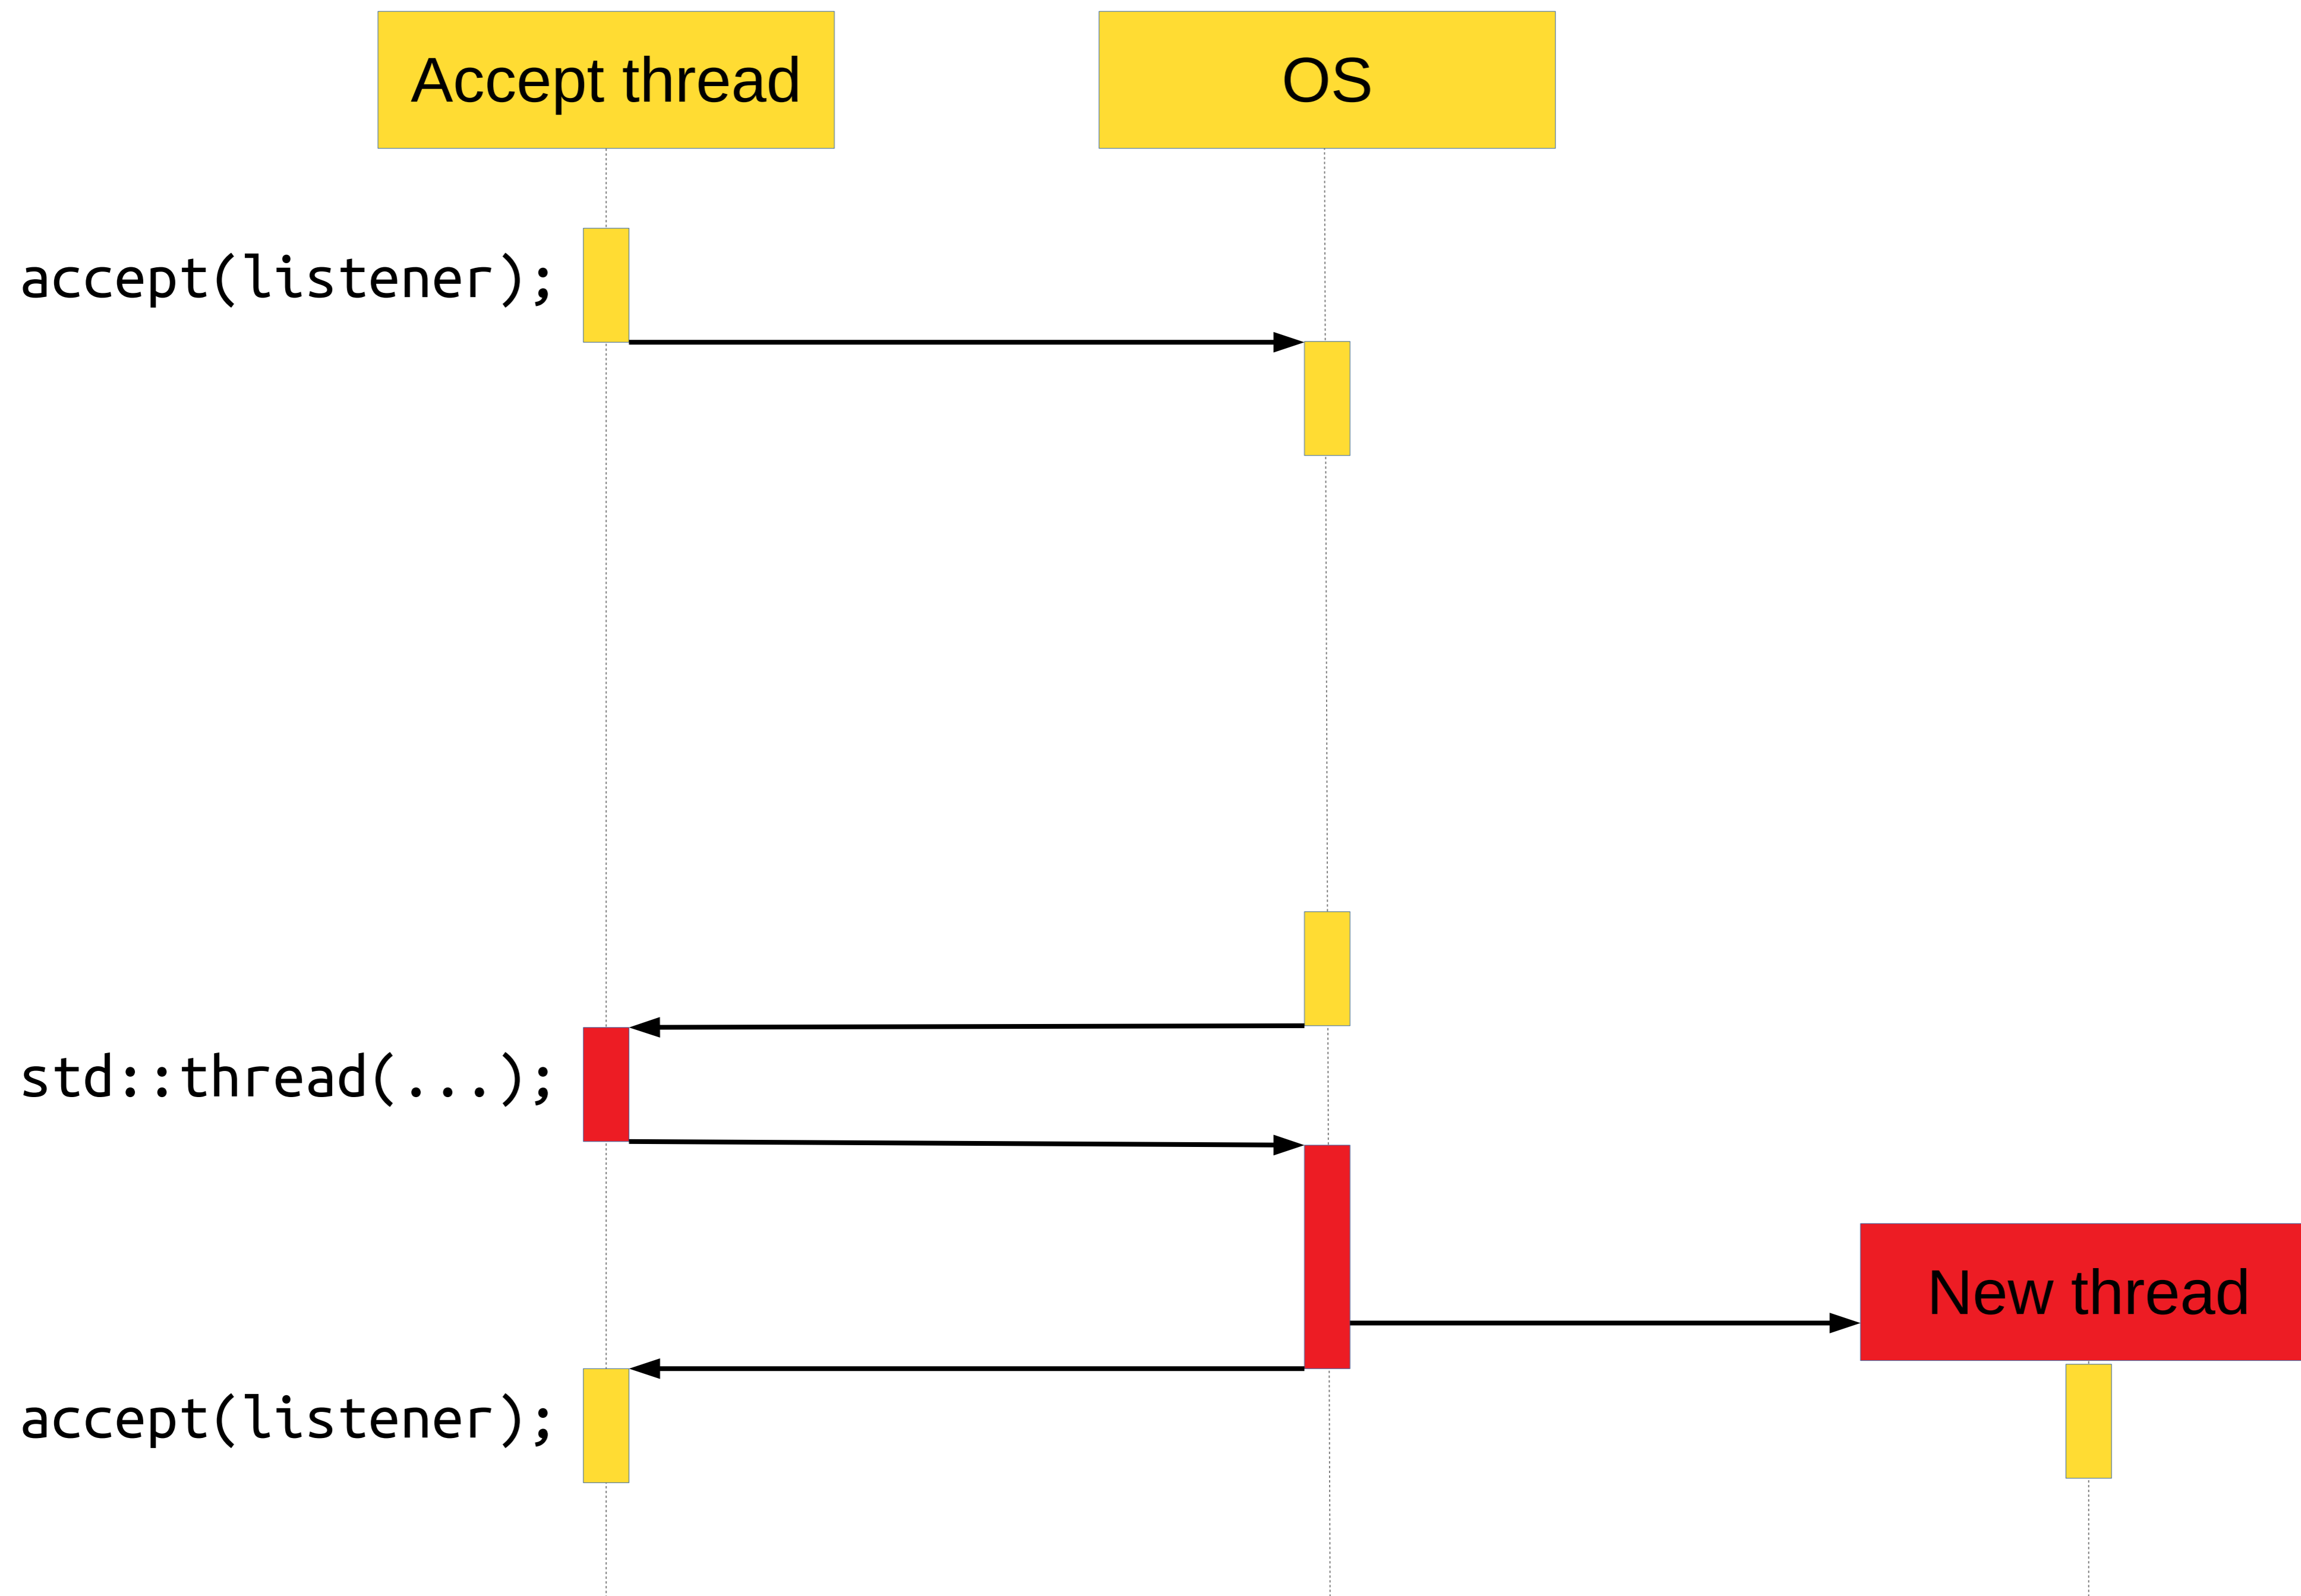 Accept thread
OS
accept(listener);
std::thread(...);
New thread
accept(listener);